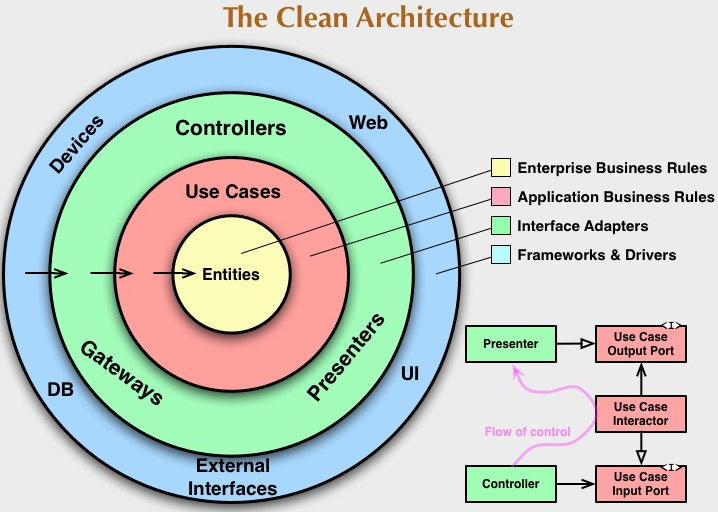 The Clean Architecture
Devices
Web
Controllers
Use Cases
Entities
Gateways
Presenters
DB
UI
External
Interfaces
Enterprise Business Rules
Application Business Rules
Interface Adapters
Frameworks & Drivers
Presenter
<I>
Use Case
Output Port
Flow of control
Use Case
Interactor
Controller
<I>
Use Case
Input Port